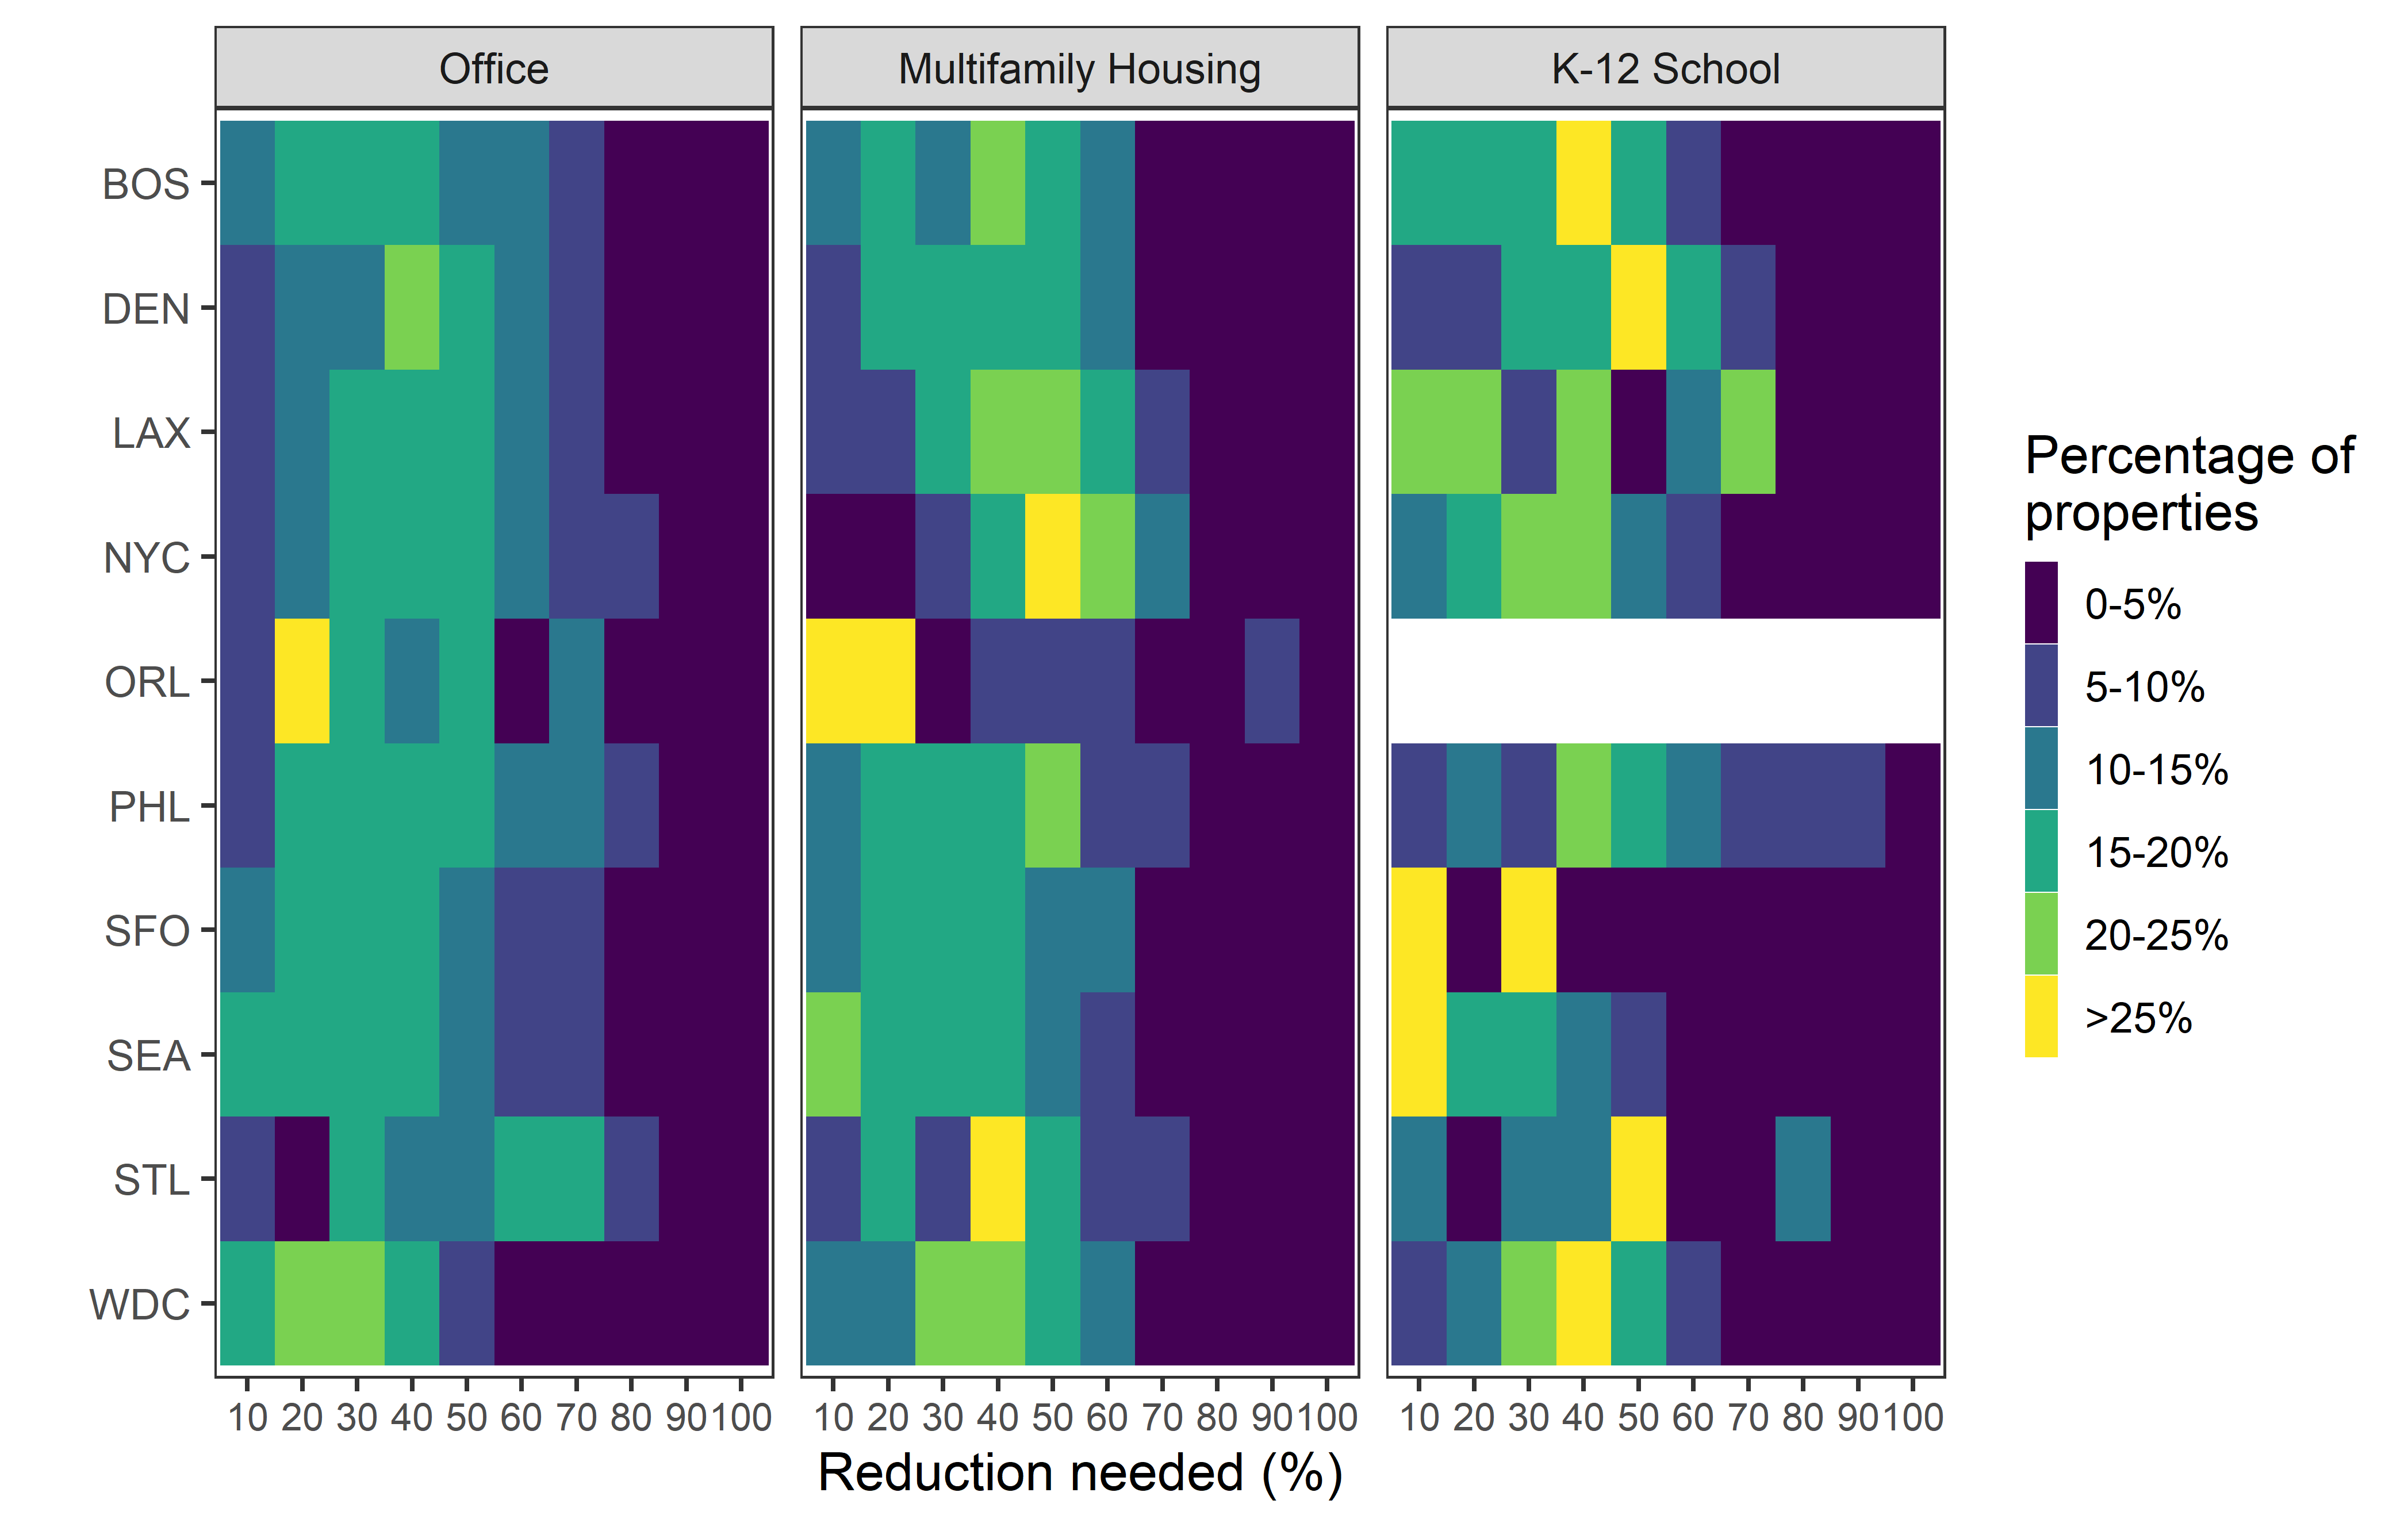 Office
Multifamily Housing
K-12 School
BOS
DEN
LAX
NYC
ORL
PHL
SFO
SEA
STL
WDC
10 20 30 40 50 60 70 80 90 100
10 20 30 40 50 60 70 80 90 100
10 20 30 40 50 60 70 80 90 100
Reduction needed (%)
Percentage of
properties
0-5%
5-10%
10-15%
15-20%
20-25%
>25%